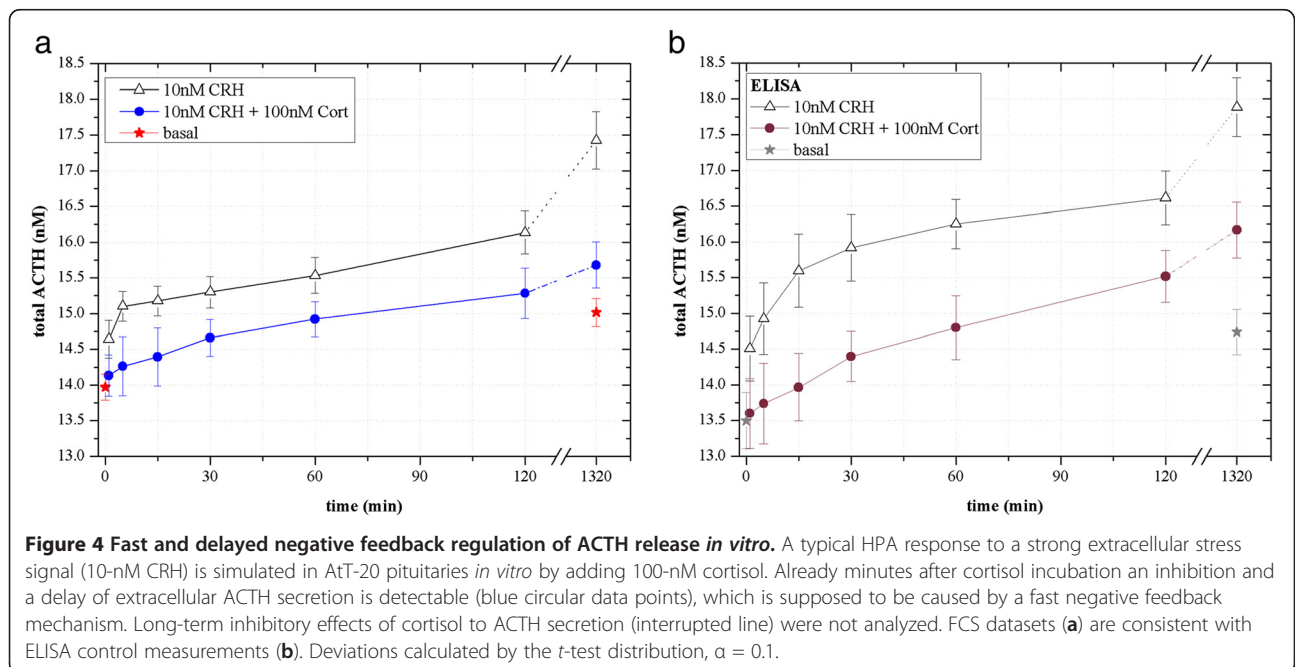 a
18.5
18.0
17.5
17.0
16.5
16.0
15.5
15.0
14.5
14.0
13.5
13.0
total ACTH (nM)
10nM CRH
10nM CRH + 100nM Cort
basal
0
30
60
90
120
1320
time (min)
b
18.5
18.0
17.5
17.0
16.5
16.0
15.5
15.0
14.5
14.0
13.5
13.0
total ACTH (nM)
ELISA
10nM CRH
10nM CRH + 100nM Cort
basal
0
30
60
90
120
1320
time (min)
Figure 4 Fast and delayed negative feedback regulation of ACTH release in vitro. A typical HPA response to a strong extracellular stress
signal (10-nM CRH) is simulated in AtT-20 pituitaries in vitro by adding 100-nM cortisol. Already minutes after cortisol incubation an inhibition and
a delay of extracellular ACTH secretion is detectable (blue circular data points), which is supposed to be caused by a fast negative feedback
mechanism. Long-term inhibitory effects of cortisol to ACTH secretion (interrupted line) were not analyzed. FCS datasets (a) are consistent with
ELISA control measurements (b). Deviations calculated by the t-test distribution, α = 0.1.